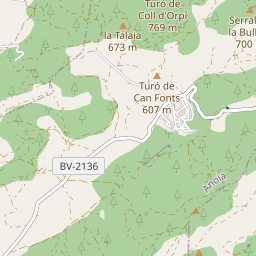 Turó de
Coll d'Orpí
769 m
la Talaia
673 m
Serral
la Bull
700
Turó de
Can Fonts
607 m
BV-2136
Anoia